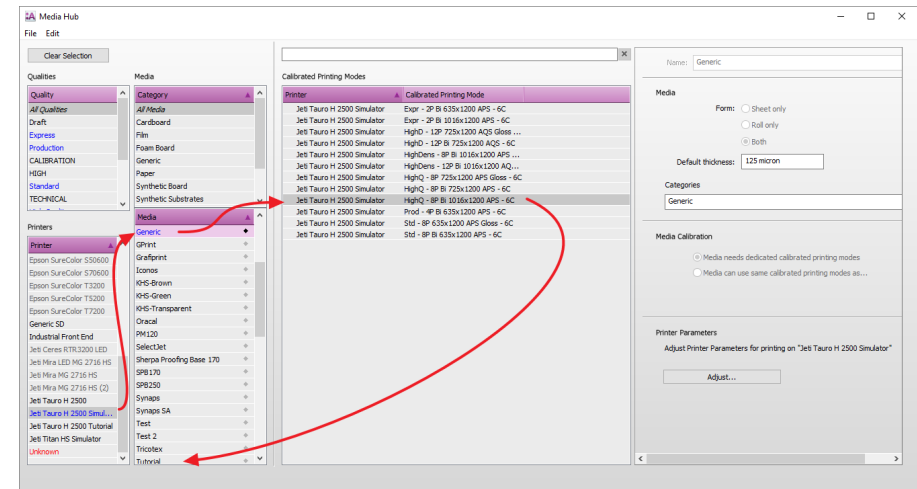 Media Hub
File Edit
Clear Selection
Qualities
Quality
All Qualities
Draft
Express
Production
CALIBRATION
HIGH
Standard
TECHNICAL
Printers
Printer
Epson SureColor S50600
Epson SureColor S70600
Epson SureColor T3200
Epson SureColor T5200
Epson SureColor T7200
Generic SD
Industrial Front End
Jeti Ceres RTR3200 LED
Jeti Mira LED MG 2716 HS
Jeti Mira MG 2716 HS
Jeti Mira MG 2716 HS (2)
Jeti Tauro H 2500
Jeti Tauro H 2500 Simul...
Jeti Tauro H 2500 Tutorial
Jeti Titan HS Simulator
Unknown
Media
Category
All Media
Cardboard
Film
Foam Board
Generic
Paper
Synthetic Board
Synthetic Substrates
Media
Generic
GPrint
Grafiprint
Iconos
KHS-Brown
KHS-Green
KHS-Transparent
Oracal
PM120
SelectJet
Sherpa Proofing Base 170
SPB170
SPB250
Synaps
Synaps SA
Test
Test 2
Tricotex
Tutorial
Calibrated Printing Modes
Printer Calibrated Printing Mode
Jeti Tauro H 2500 Simulator Expr - 2P Bi 635x1200 APS - 6C
Jeti Tauro H 2500 Simulator Expr - 2P Bi 1016x1200 APS - 6C
Jeti Tauro H 2500 Simulator HighD - 12P 725x1200 AQS Gloss ...
Jeti Tauro H 2500 Simulator HighD - 12P Bi 725x1200 AQS - 6C
Jeti Tauro H 2500 Simulator HighDens - 8P Bi 1016x1200 APS ...
Jeti Tauro H 2500 Simulator HighDens - 12P Bi 1016x1200 AQ...
Jeti Tauro H 2500 Simulator HighQ - 8P 725x1200 APS Gloss - 6C
Jeti Tauro H 2500 Simulator HighQ - 8P Bi 725x1200 APS - 6C
Jeti Tauro H 2500 Simulator HighQ - 8P Bi 1016x1200 APS - 6C
Jeti Tauro H 2500 Simulator Prod - 4P Bi 635x1200 APS - 6C
Jeti Tauro H 2500 Simulator Std - 8P 635x1200 APS Gloss - 6C
Jeti Tauro H 2500 Simulator Std - 8P Bi 635x1200 APS - 6C
Name: Generic
Media
Form: Sheet only
Roll only
Both
Default thickness: 125 micron
Categories
Generic
Media Calibration
Media needs dedicated calibrated printing modes
Media can use same calibrated printing modes as...
Printer Parameters
Adjust Printer Parameters for printing on "Jeti Tauro H 2500 Simulator"
Adjust...